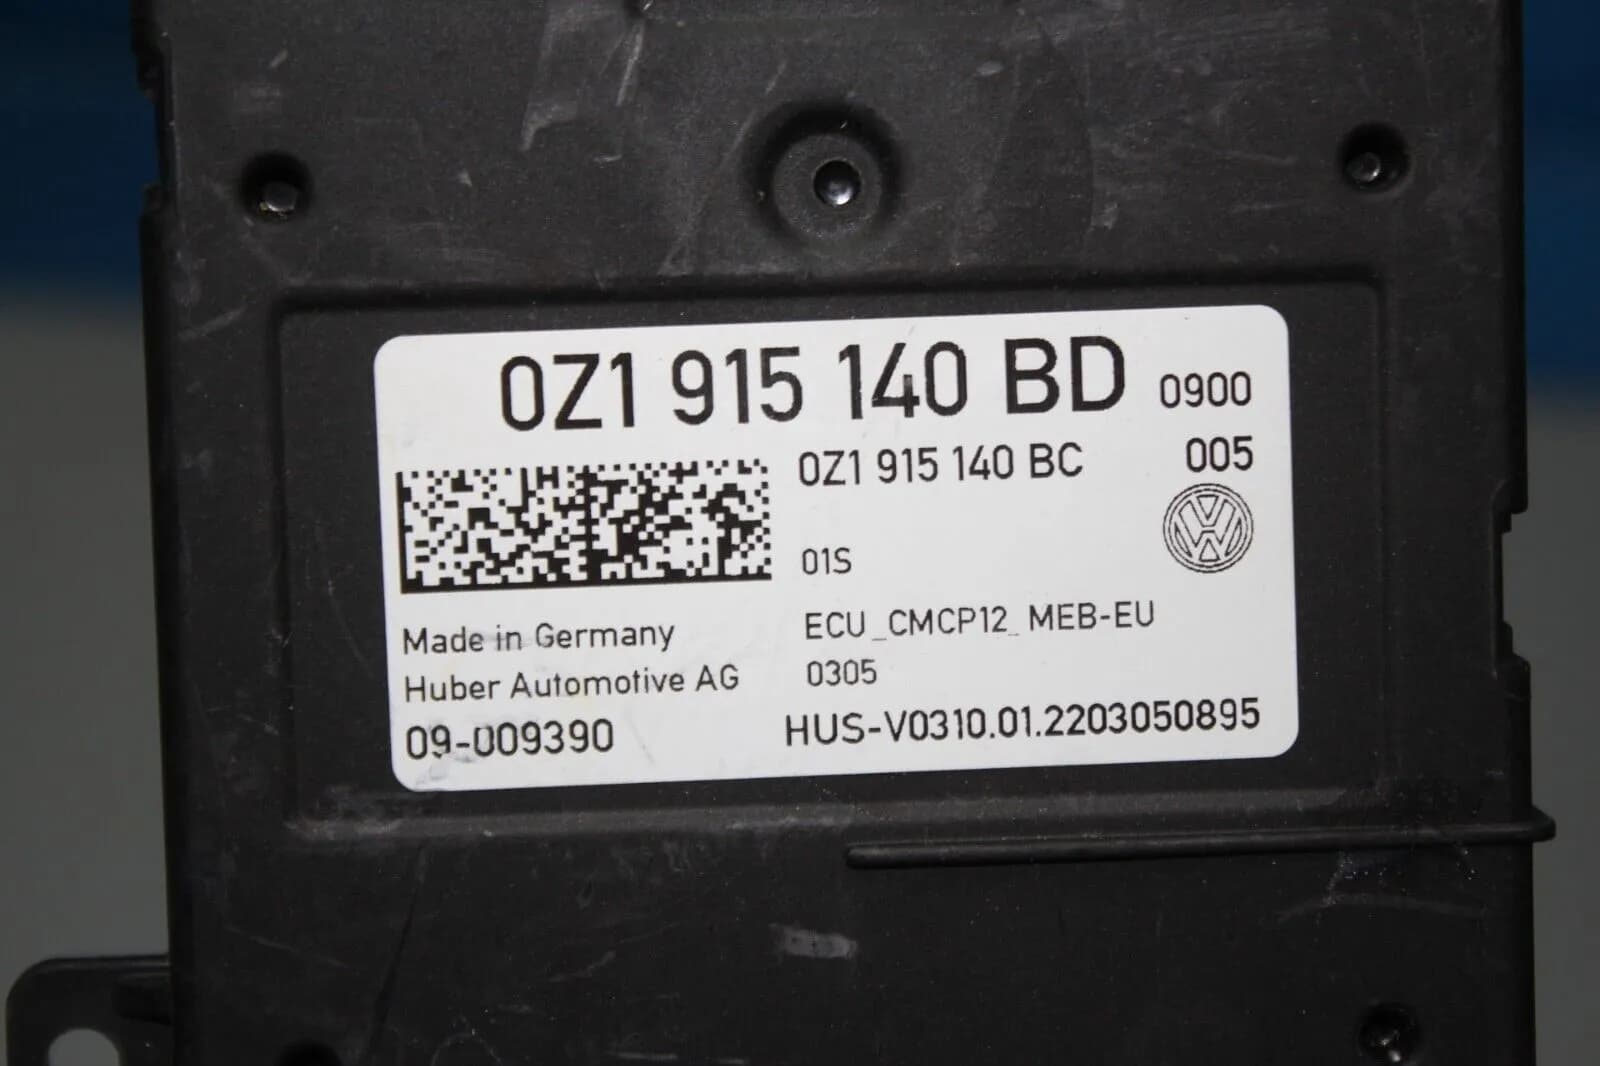 0Z1 915 140 BD 0900
0Z1 915 140 BC 005
01S
Made in Germany
ECU_CMCP12_MEB-EU
Huber Automotive AG
0305
09-009390
HUS-V0310.01.2203050895